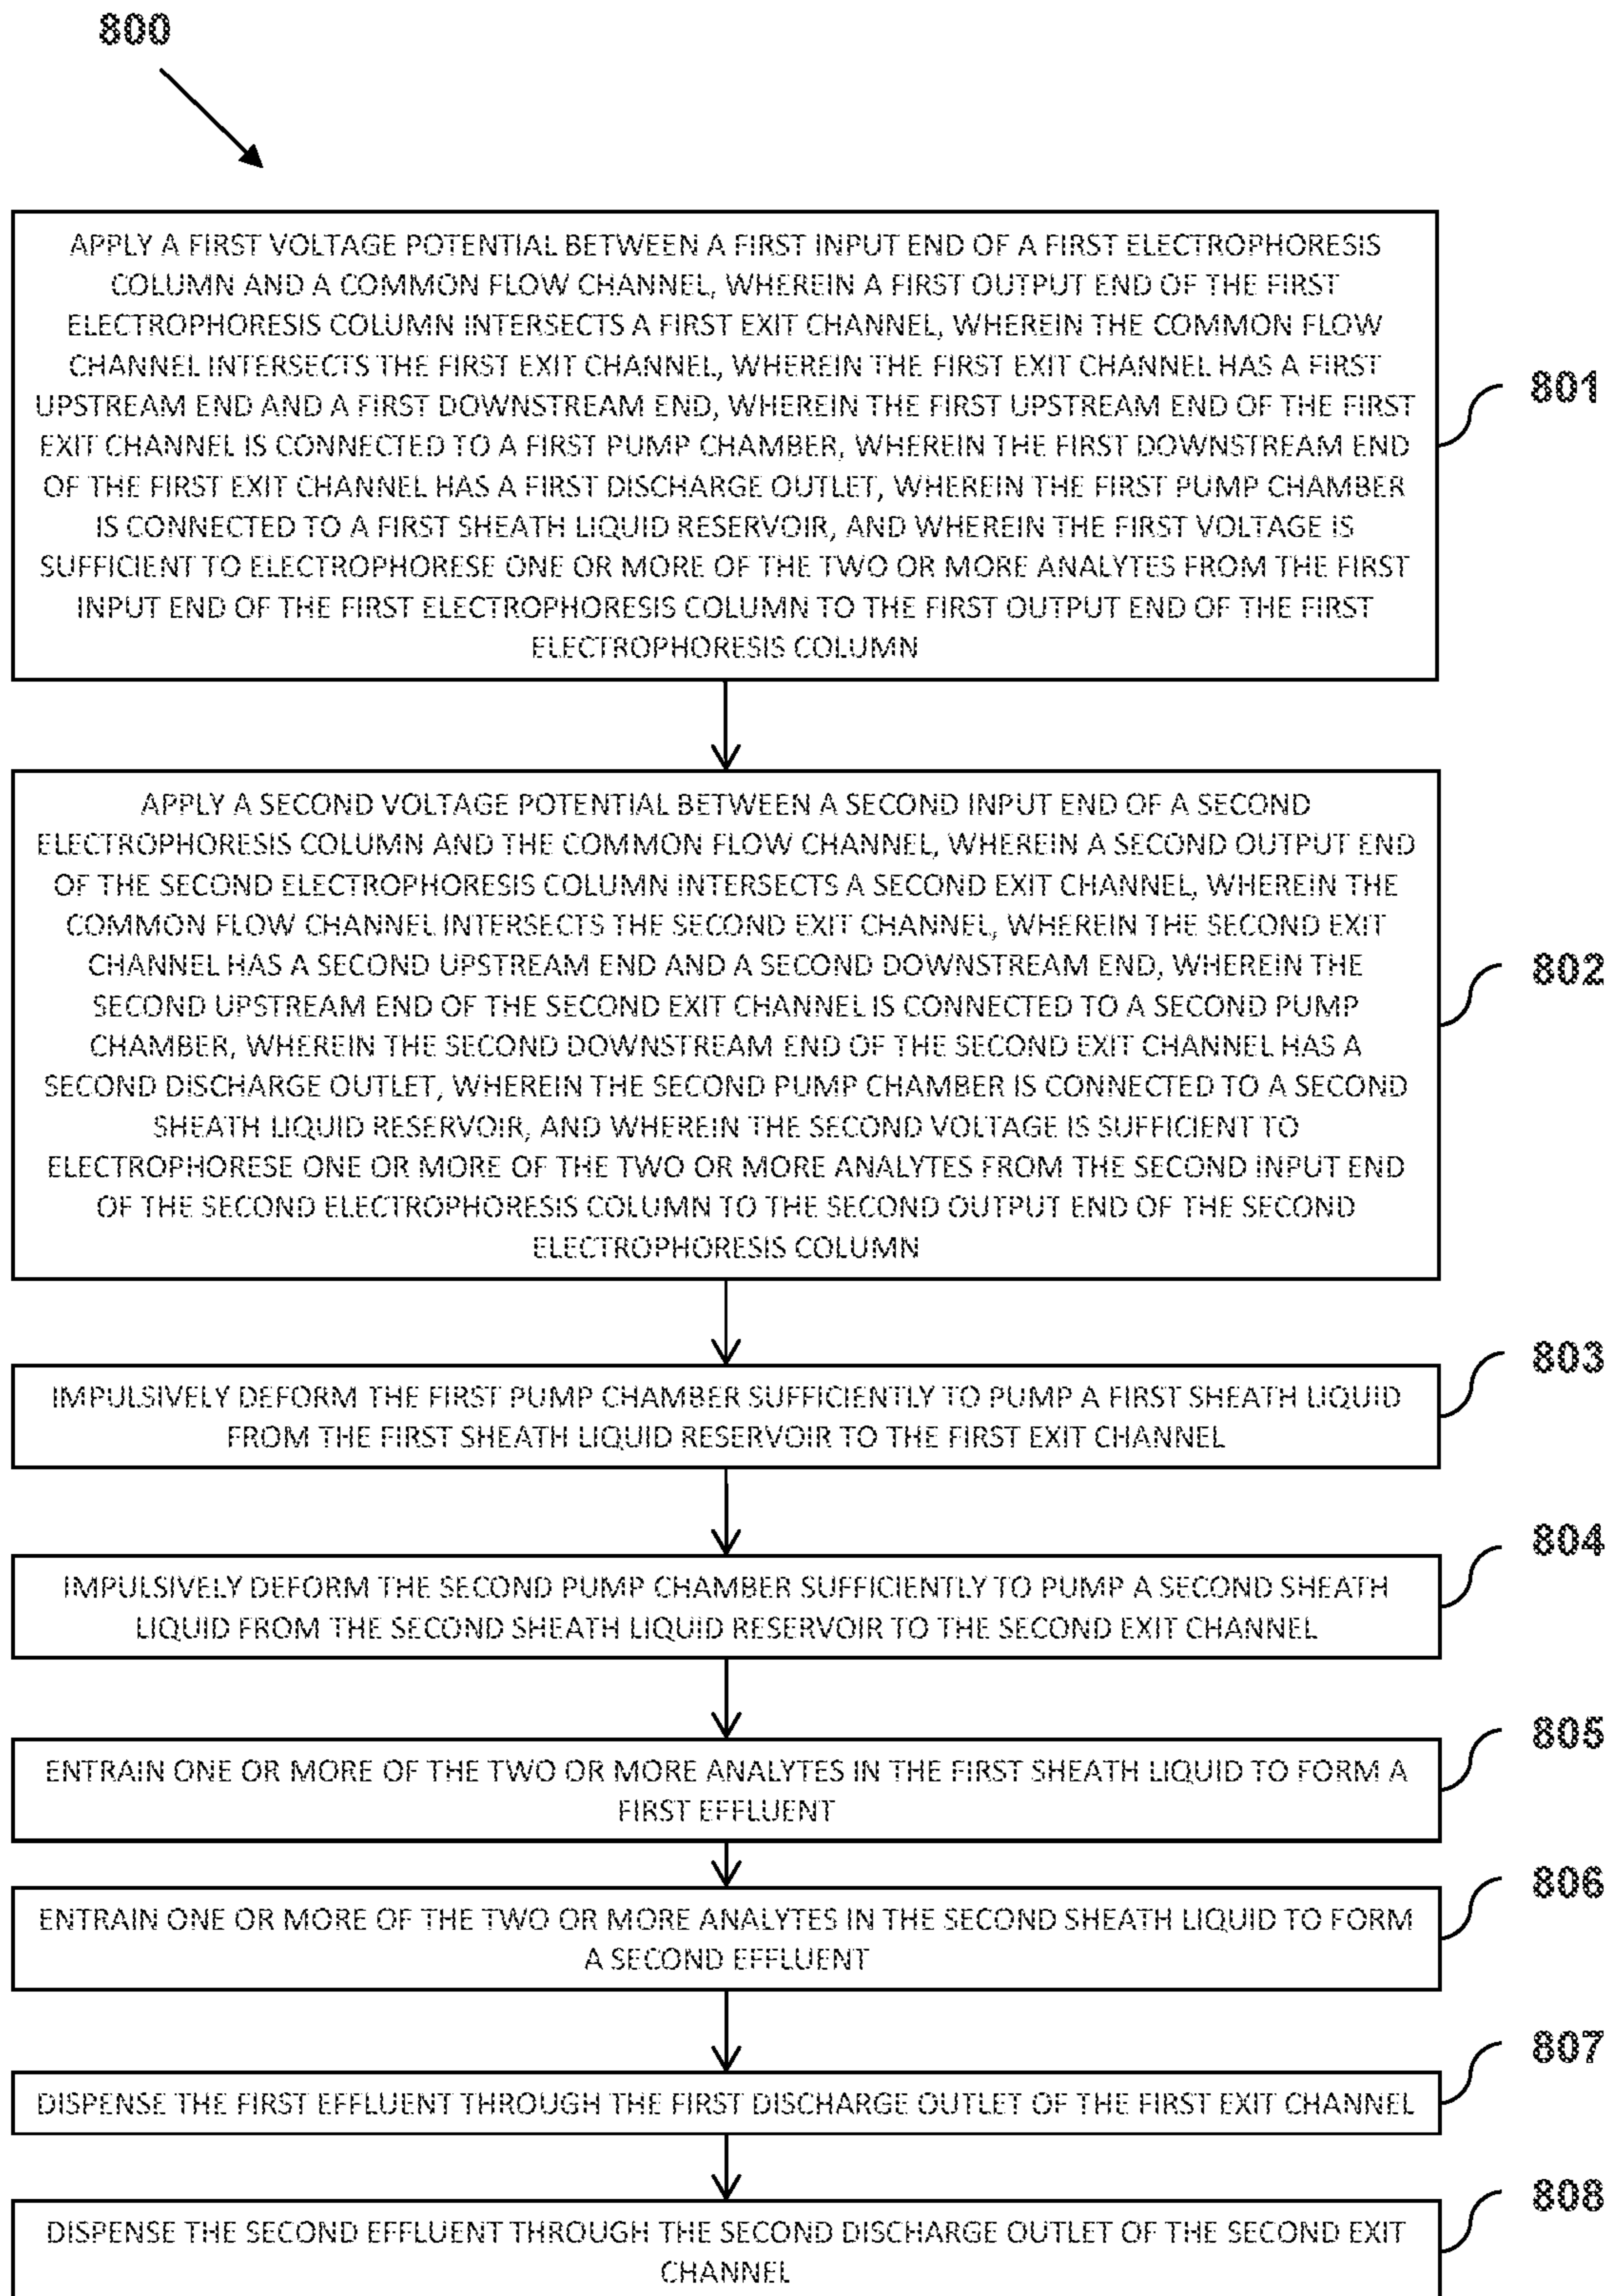 800
APPLY A FIRST VOLTAGE POTENTIAL BETWEEN A FIRST INPUT END OF A FIRST ELECTROPHORESIS
COLUMN AND A COMMON FLOW CHANNEL, WHEREIN A FIRST OUTPUT END OF THE FIRST
ELECTROPHORESIS COLUMN INTERSECTS A FIRST EXIT CHANNEL, WHEREIN THE COMMON FLOW
CHANNEL INTERSECTS THE FIRST EXIT CHANNEL, WHEREIN THE FIRST EXIT CHANNEL HAS A FIRST
UPSTREAM END AND A FIRST DOWNSTREAM END, WHEREIN THE FIRST UPSTREAM END OF THE FIRST
EXIT CHANNEL IS CONNECTED TO A FIRST PUMP CHAMBER, WHEREIN THE FIRST DOWNSTREAM END
OF THE FIRST EXIT CHANNEL HAS A FIRST DISCHARGE OUTLET, WHEREIN THE FIRST PUMP CHAMBER
IS CONNECTED TO A FIRST SHEATH LIQUID RESERVOIR, AND WHEREIN THE FIRST VOLTAGE IS
SUFFICIENT TO ELECTROPHORESE ONE OR MORE OF THE TWO OR MORE ANALYTES FROM THE FIRST
INPUT END OF THE FIRST ELECTROPHORESIS COLUMN TO THE FIRST OUTPUT END OF THE FIRST
ELECTROPHORESIS COLUMN
801
APPLY A SECOND VOLTAGE POTENTIAL BETWEEN A SECOND INPUT END OF A SECOND
ELECTROPHORESIS COLUMN AND THE COMMON FLOW CHANNEL, WHEREIN A SECOND OUTPUT END
OF THE SECOND ELECTROPHORESIS COLUMN INTERSECTS A SECOND EXIT CHANNEL, WHEREIN THE
COMMON FLOW CHANNEL INTERSECTS THE SECOND EXIT CHANNEL, WHEREIN THE SECOND EXIT
CHANNEL HAS A SECOND UPSTREAM END AND A SECOND DOWNSTREAM END, WHEREIN THE
SECOND UPSTREAM END OF THE SECOND EXIT CHANNEL IS CONNECTED TO A SECOND PUMP
CHAMBER, WHEREIN THE SECOND DOWNSTREAM END OF THE SECOND EXIT CHANNEL HAS A
SECOND DISCHARGE OUTLET, WHEREIN THE SECOND PUMP CHAMBER IS CONNECTED TO A SECOND
SHEATH LIQUID RESERVOIR, AND WHEREIN THE SECOND VOLTAGE IS SUFFICIENT TO
ELECTROPHORESE ONE OR MORE OF THE TWO OR MORE ANALYTES FROM THE SECOND INPUT END
OF THE SECOND ELECTROPHORESIS COLUMN TO THE SECOND OUTPUT END OF THE SECOND
ELECTROPHORESIS COLUMN
802
IMPULSIVELY DEFORM THE FIRST PUMP CHAMBER SUFFICIENTLY TO PUMP A FIRST SHEATH LIQUID
FROM THE FIRST SHEATH LIQUID RESERVOIR TO THE FIRST EXIT CHANNEL
803
IMPULSIVELY DEFORM THE SECOND PUMP CHAMBER SUFFICIENTLY TO PUMP A SECOND SHEATH
LIQUID FROM THE SECOND SHEATH LIQUID RESERVOIR TO THE SECOND EXIT CHANNEL
804
ENTRAIN ONE OR MORE OF THE TWO OR MORE ANALYTES IN THE FIRST SHEATH LIQUID TO FORM A
FIRST EFFLUENT
805
ENTRAIN ONE OR MORE OF THE TWO OR MORE ANALYTES IN THE SECOND SHEATH LIQUID TO FORM
A SECOND EFFLUENT
806
DISPENSE THE FIRST EFFLUENT THROUGH THE FIRST DISCHARGE OUTLET OF THE FIRST EXIT CHANNEL
807
DISPENSE THE SECOND EFFLUENT THROUGH THE SECOND DISCHARGE OUTLET OF THE SECOND EXIT
CHANNEL
808